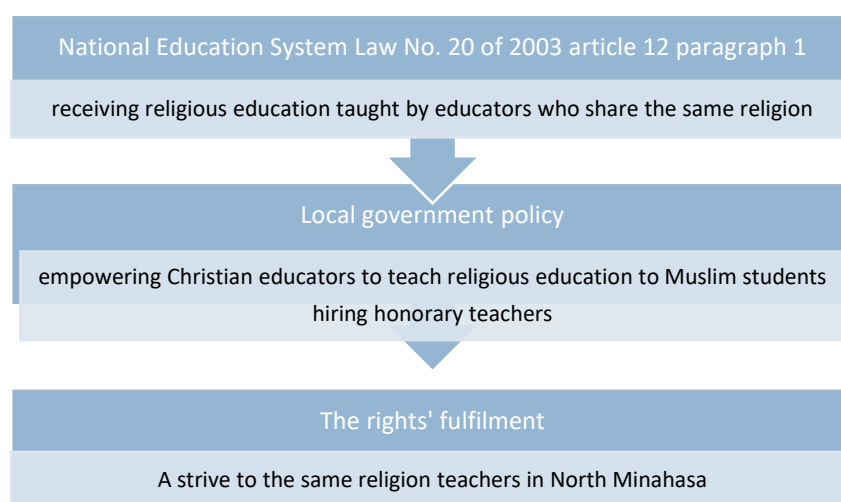 National Education System Law No. 20 of 2003 article 12 paragraph 1
receiving religious education taught by educators who share the same religion
Local government policy
empowering Christian educators to teach religious education to Muslim students
hiring honorary teachers
The rights' fulfilment
A strive to the same religion teachers in North Minahasa